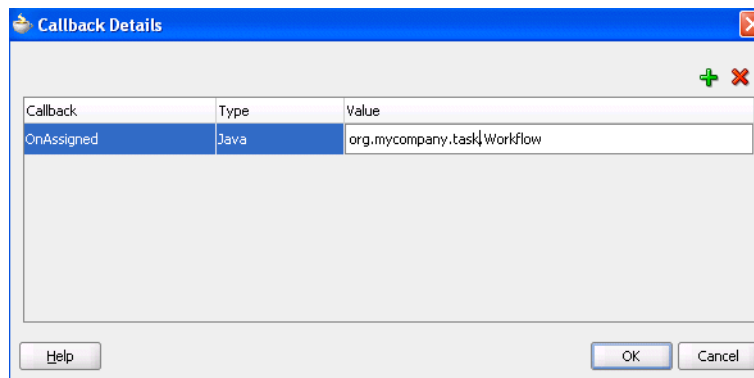 Callback Details
Callback Type Value
OnAssigned Java org.mycompany.task.Workflow
Help OK Cancel